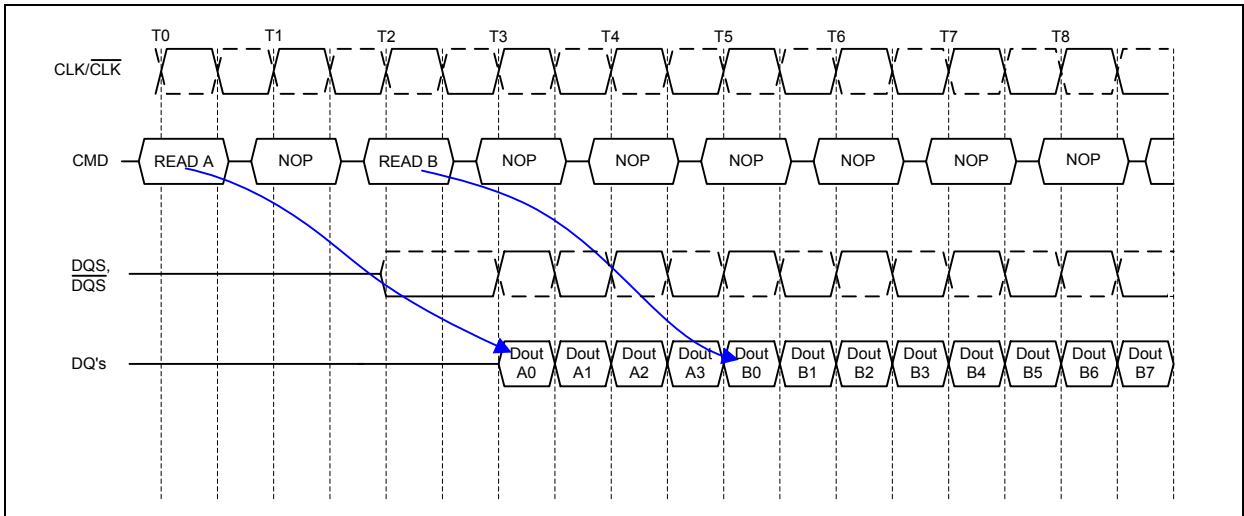 T0 T1 T2 T3 T4 T5 T6 T7 T8
CLK/CLK
CMD READ A NOP READ B NOP NOP NOP NOP NOP NOP
DQS,
DQS
DQ's
Dout Dout Dout Dout Dout Dout Dout Dout Dout Dout Dout Dout
A0 A1 A2 A3 B0 B1 B2 B3 B4 B5 B6 B7